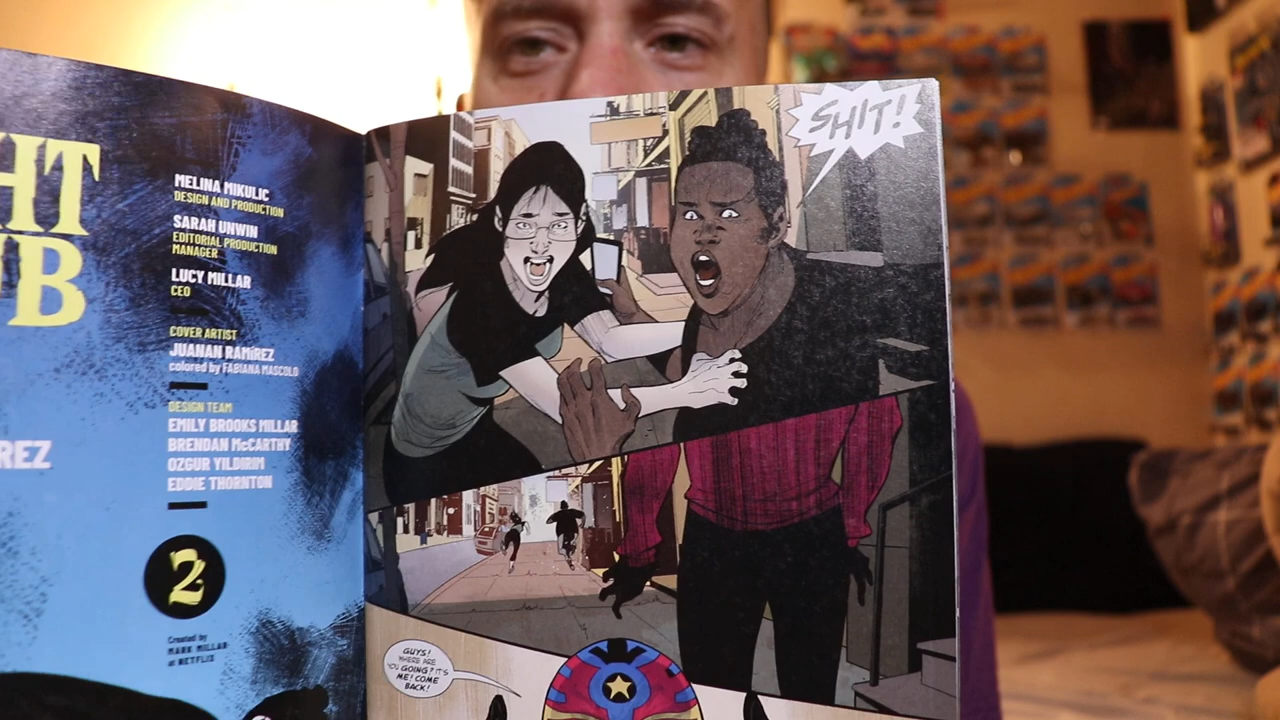 HT
UB
REZ
MELINA MIKULIC
DESIGN AND PRODUCTION
SARAH UNWIN
EDITORIAL PRODUCTION
MANAGER
LUCY MILLAR
CEO
COVER ARTIST
JUANAN RAMÍREZ
colored by FABIANA MASCOLO
DESIGN TEAM
EMILY BROOKS MILLAR
BRENDAN McCARTHY
OZGUR YILDIRIM
EDDIE THORNTON
2
Created by
MARK MILLAR
at NETFLIX
SHIT!
GUYS!
WHERE ARE
YOU GOING? IT'S
ME! COME
BACK!